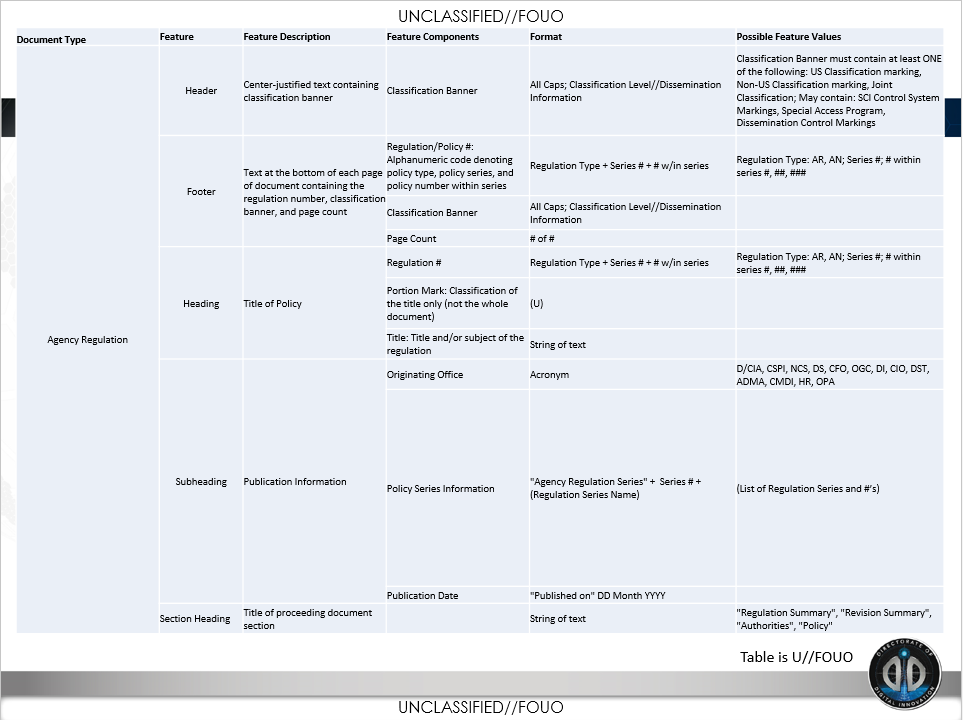 UNCLASSIFIED//FOUO
Document Type
Feature
Feature Description
Feature Components
Format
Possible Feature Values
Agency Regulation
Header
Center-justified text containing
classification banner
Classification Banner
All Caps; Classification Level//Dissemination
Information
Classification Banner must contain at least ONE
of the following: US Classification marking,
Non-US Classification marking, Joint
Classification; May contain: SCI Control System
Markings, Special Access Program,
Dissemination Control Markings
Footer
Text at the bottom of each page
of document containing the
regulation number, classification
banner, and page count
Regulation/Policy #:
Alphanumeric code denoting
policy type, policy series, and
policy number within series
Regulation Type + Series # + # w/in series
Regulation Type: AR, AN; Series #; # within
series #, ##, ###
Classification Banner
All Caps; Classification Level//Dissemination
Information
Page Count
# of #
Heading
Title of Policy
Regulation #
Regulation Type + Series # + # w/in series
Regulation Type: AR, AN; Series #; # within
series #, ##, ###
Portion Mark: Classification of
the title only (not the whole
document)
(U)
Title: Title and/or subject of the
regulation
String of text
Subheading
Publication Information
Originating Office
Acronym
D/CIA, CSPI, NCS, DS, CFO, OGC, DI, CIO, DST,
ADMA, CMDI, HR, OPA
Policy Series Information
"Agency Regulation Series" + Series # +
(Regulation Series Name)
(List of Regulation Series and #'s)
Publication Date
"Published on" DD Month YYYY
Section Heading
Title of proceeding document
section
String of text
"Regulation Summary", "Revision Summary",
"Authorities", "Policy"
Table is U//FOUO
DIRECTORATE OF
DIGITAL INNOVATION
UNCLASSIFIED//FOUO